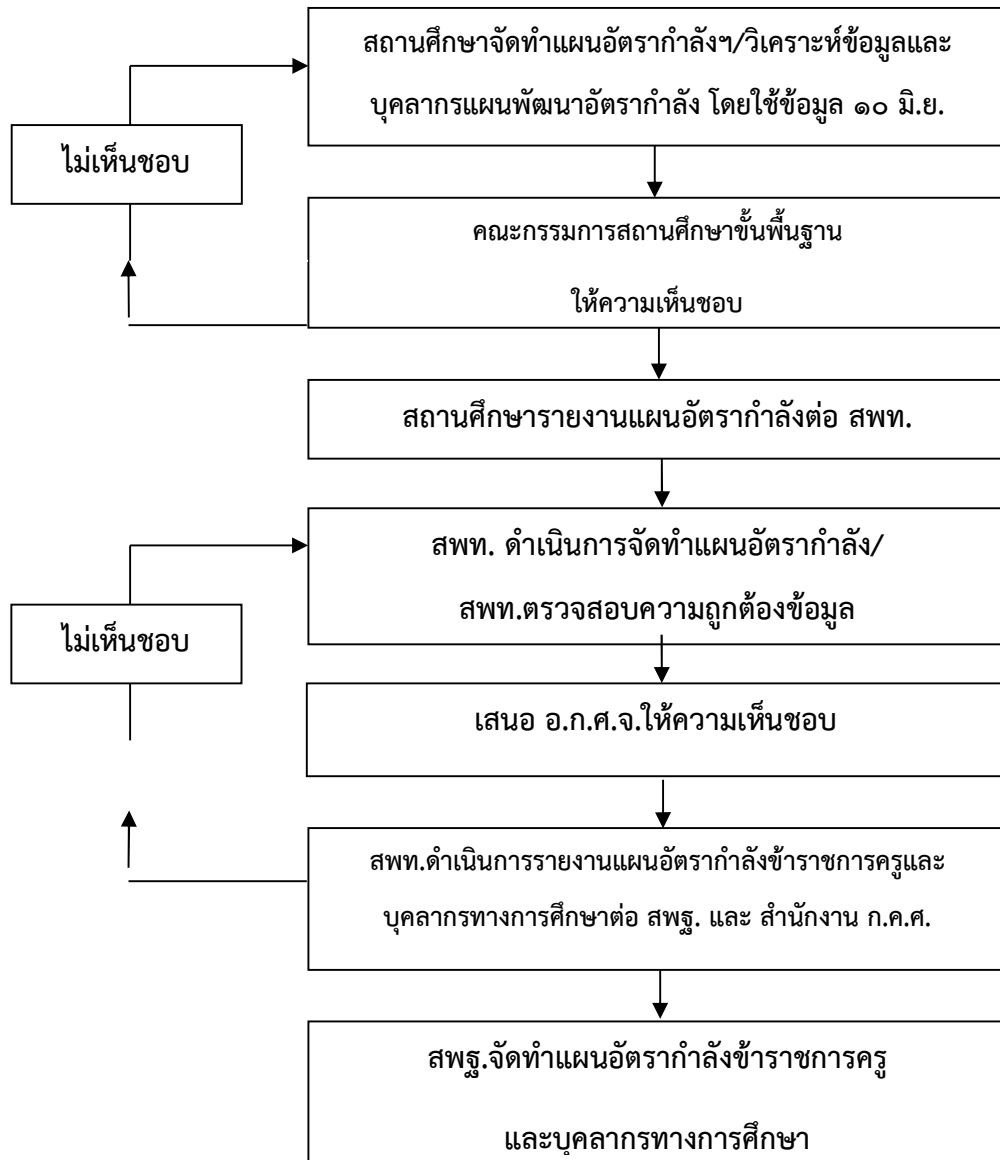 สถานศึกษาจัดทำแผนอัตรากำลังฯ/วิเคราะห์ข้อมูลและ
บุคลากรแผนพัฒนาอัตรากำลัง โดยใช้ข้อมูล ๑๐ มิ.ย.
ไม่เห็นชอบ
คณะกรรมการสถานศึกษาขั้นพื้นฐาน
ให้ความเห็นชอบ
สถานศึกษารายงานแผนอัตรากำลังต่อ สพท.
สพท. ดำเนินการจัดทำแผนอัตรากำลัง/
สพท.ตรวจสอบความถูกต้องข้อมูล
ไม่เห็นชอบ
เสนอ อ.ก.ศ.จ.ให้ความเห็นชอบ
สพท.ดำเนินการรายงานแผนอัตรากำลังข้าราชการครูและ
บุคลากรทางการศึกษาต่อ สพฐ. และ สำนักงาน ก.ค.ศ.
สพฐ.จัดทำแผนอัตรากำลังข้าราชการครู
และบุคลากรทางการศึกษา